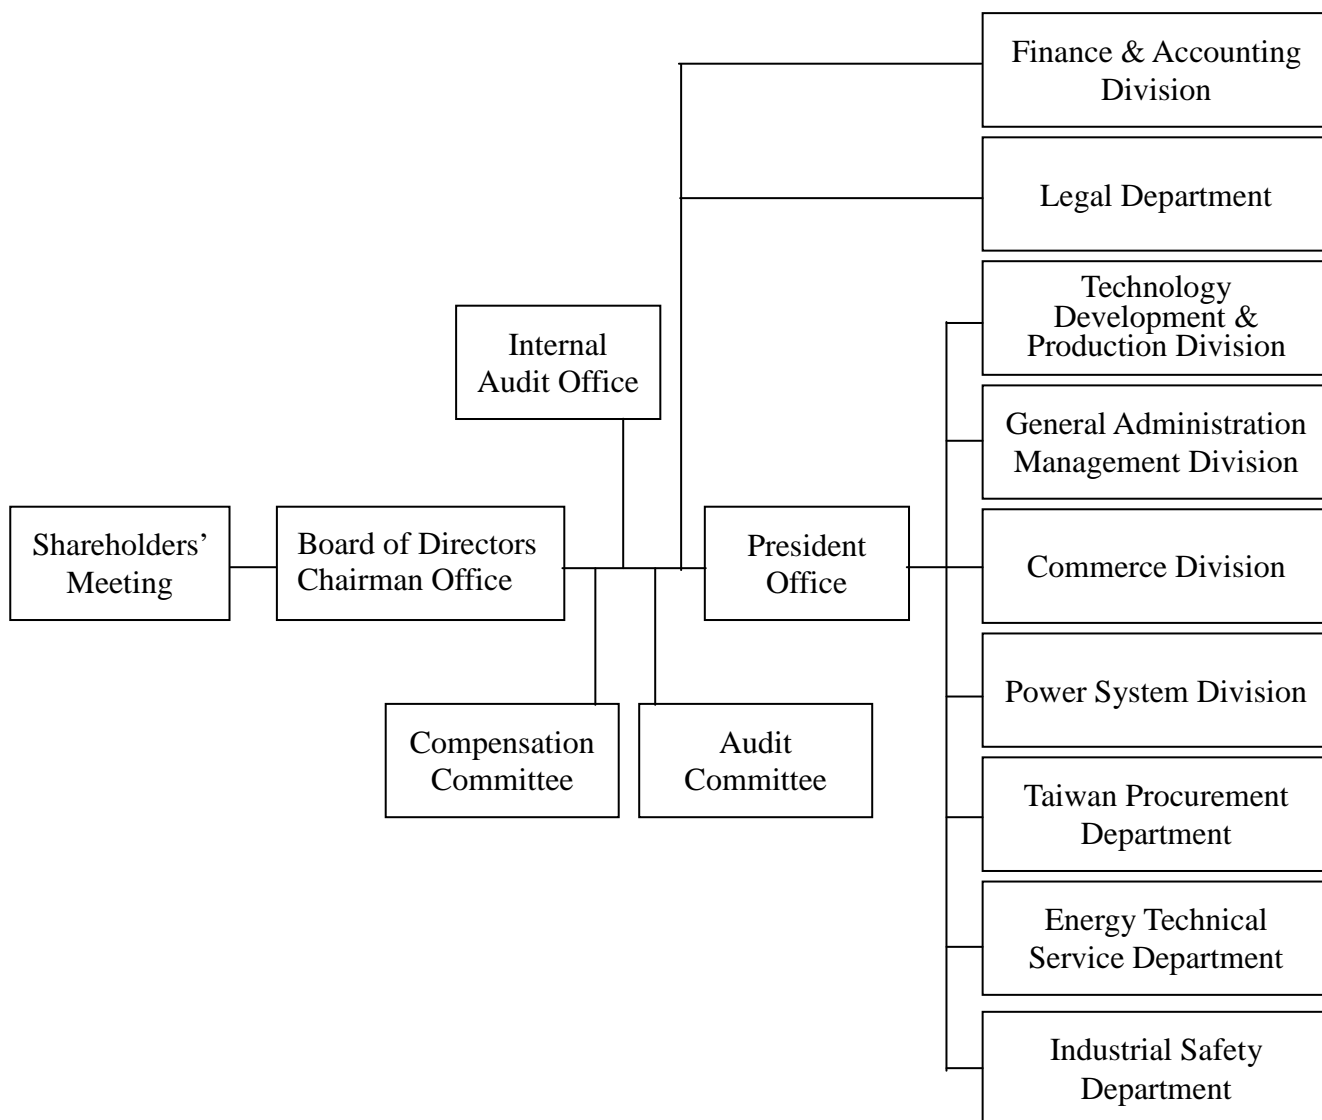 Finance & Accounting
Division
Legal Department
Technology
Development &
Production Division
Internal
Audit Office
General Administration
Management Division
Shareholders’
Meeting
Board of Directors
Chairman Office
President
Office
Commerce Division
Power System Division
Compensation
Committee
Audit
Committee
Taiwan Procurement
Department
Energy Technical
Service Department
Industrial Safety
Department